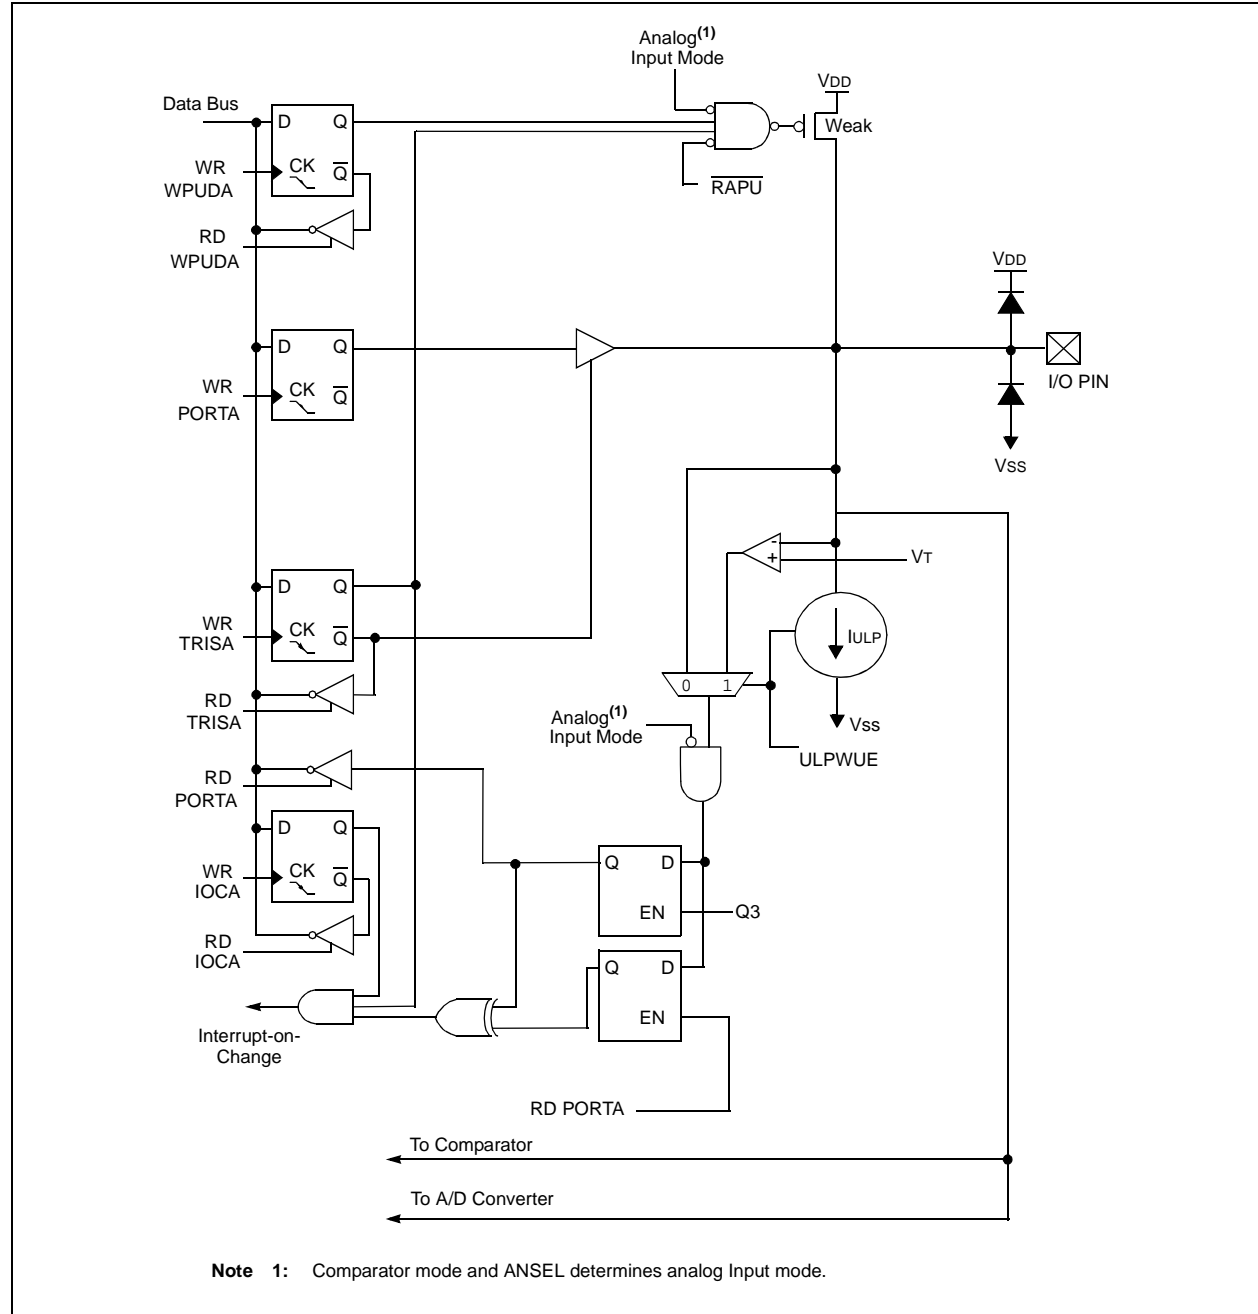 Analog(1)
Input Mode
VDD
Data Bus
D Q
Weak
WR
WPUDA
CK Q
RAPU
RD
WPUDA
VDD
D Q
I/O PIN
WR
PORTA
CK Q
VSS
-
+
VT
D Q
WR
TRISA
CK Q
IULP
0 1
RD
TRISA
Analog(1)
Input Mode
Vss
ULPWUE
RD
PORTA
D Q
WR
IOCA
CK Q
Q D
EN
Q3
RD
IOCA
Q D
EN
Interrupt-on-
Change
RD PORTA
To Comparator
To A/D Converter
Note 1: Comparator mode and ANSEL determines analog Input mode.